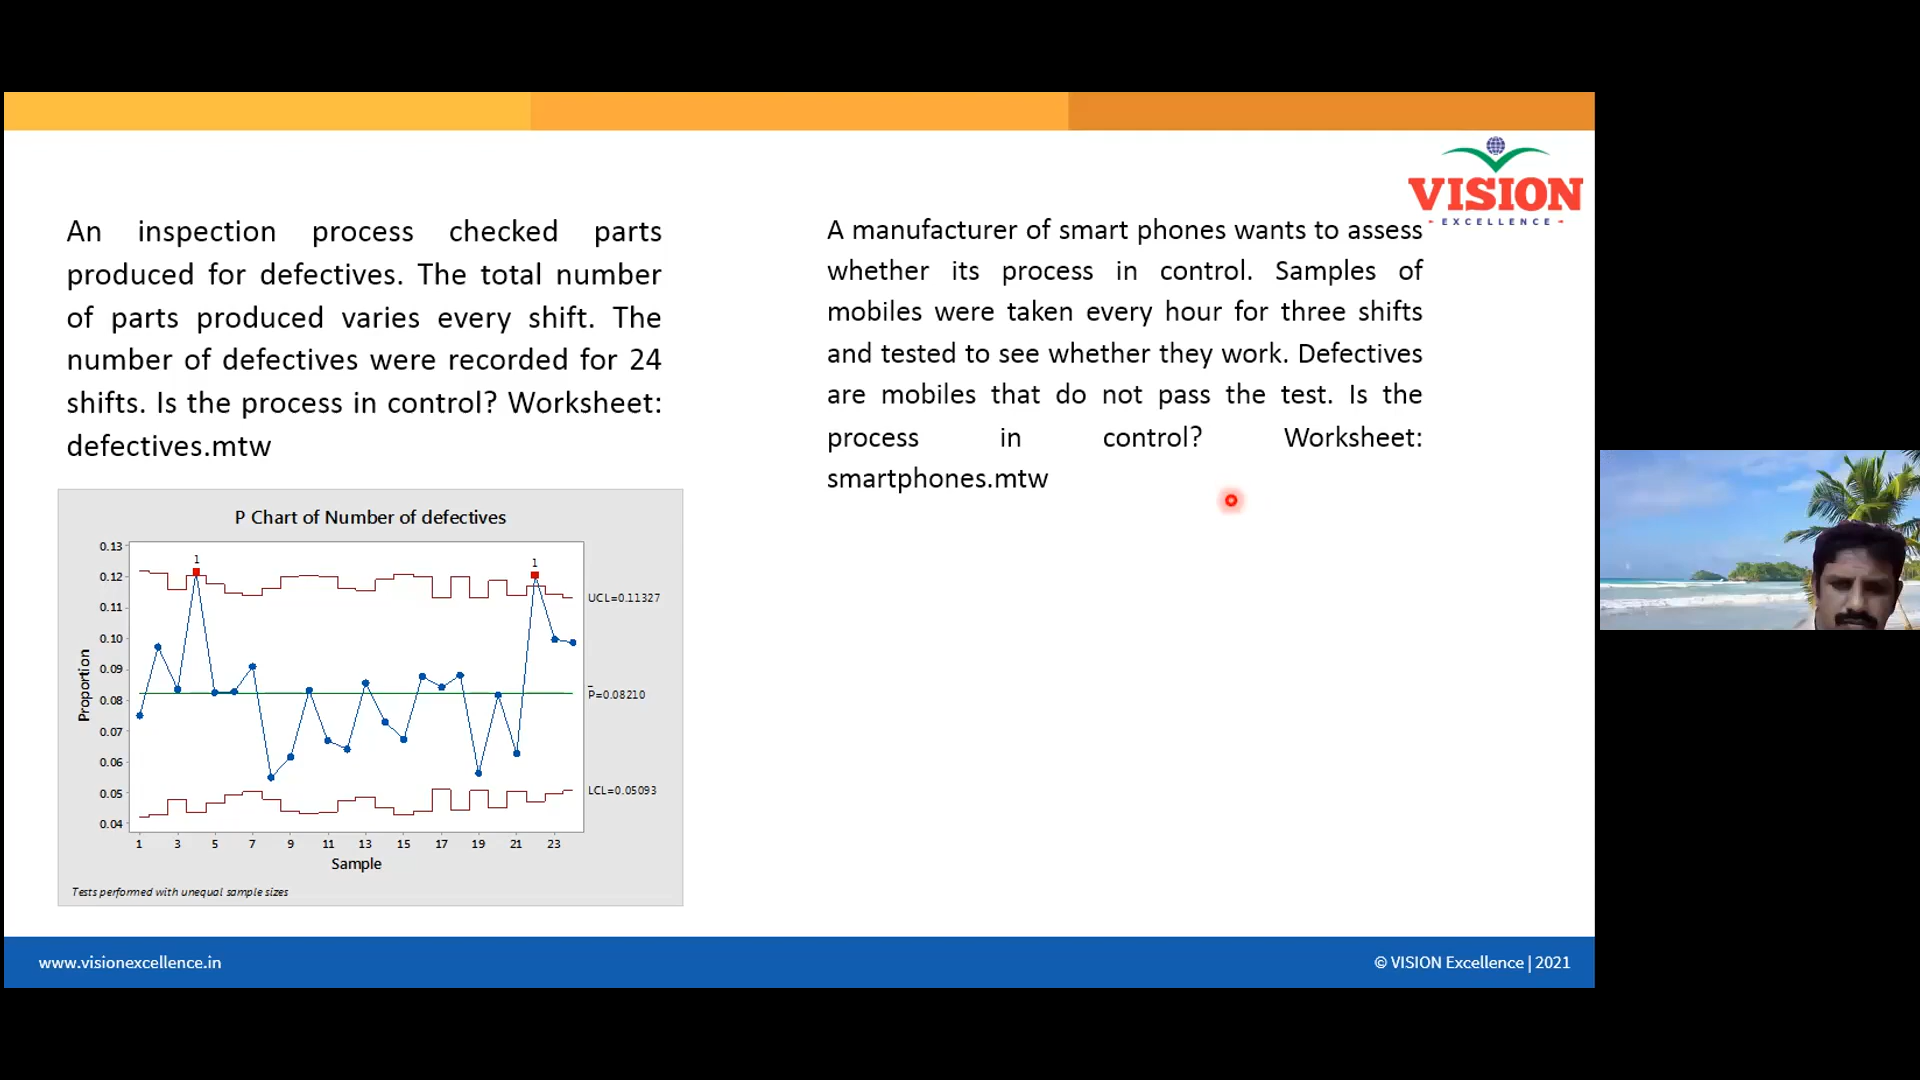 VISION
EXCELLENCE
An inspection process checked parts
produced for defectives. The total number
of parts produced varies every shift. The
number of defectives were recorded for 24
shifts. Is the process in control? Worksheet:
defectives.mtw
A manufacturer of smart phones wants to assess
whether its process in control. Samples of
mobiles were taken every hour for three shifts
and tested to see whether they work. Defectives
are mobiles that do not pass the test. Is the
process in control? Worksheet:
smartphones.mtw
P Chart of Number of defectives
0.13
0.12
0.11
0.10
0.09
0.08
0.07
0.06
0.05
0.04
Proportion
1
1
UCL=0.11327
P̄=0.08210
LCL=0.05093
1 3 5 7 9 11 13 15 17 19 21 23
Sample
Tests performed with unequal sample sizes
www.visionexcellence.in
© VISION Excellence | 2021